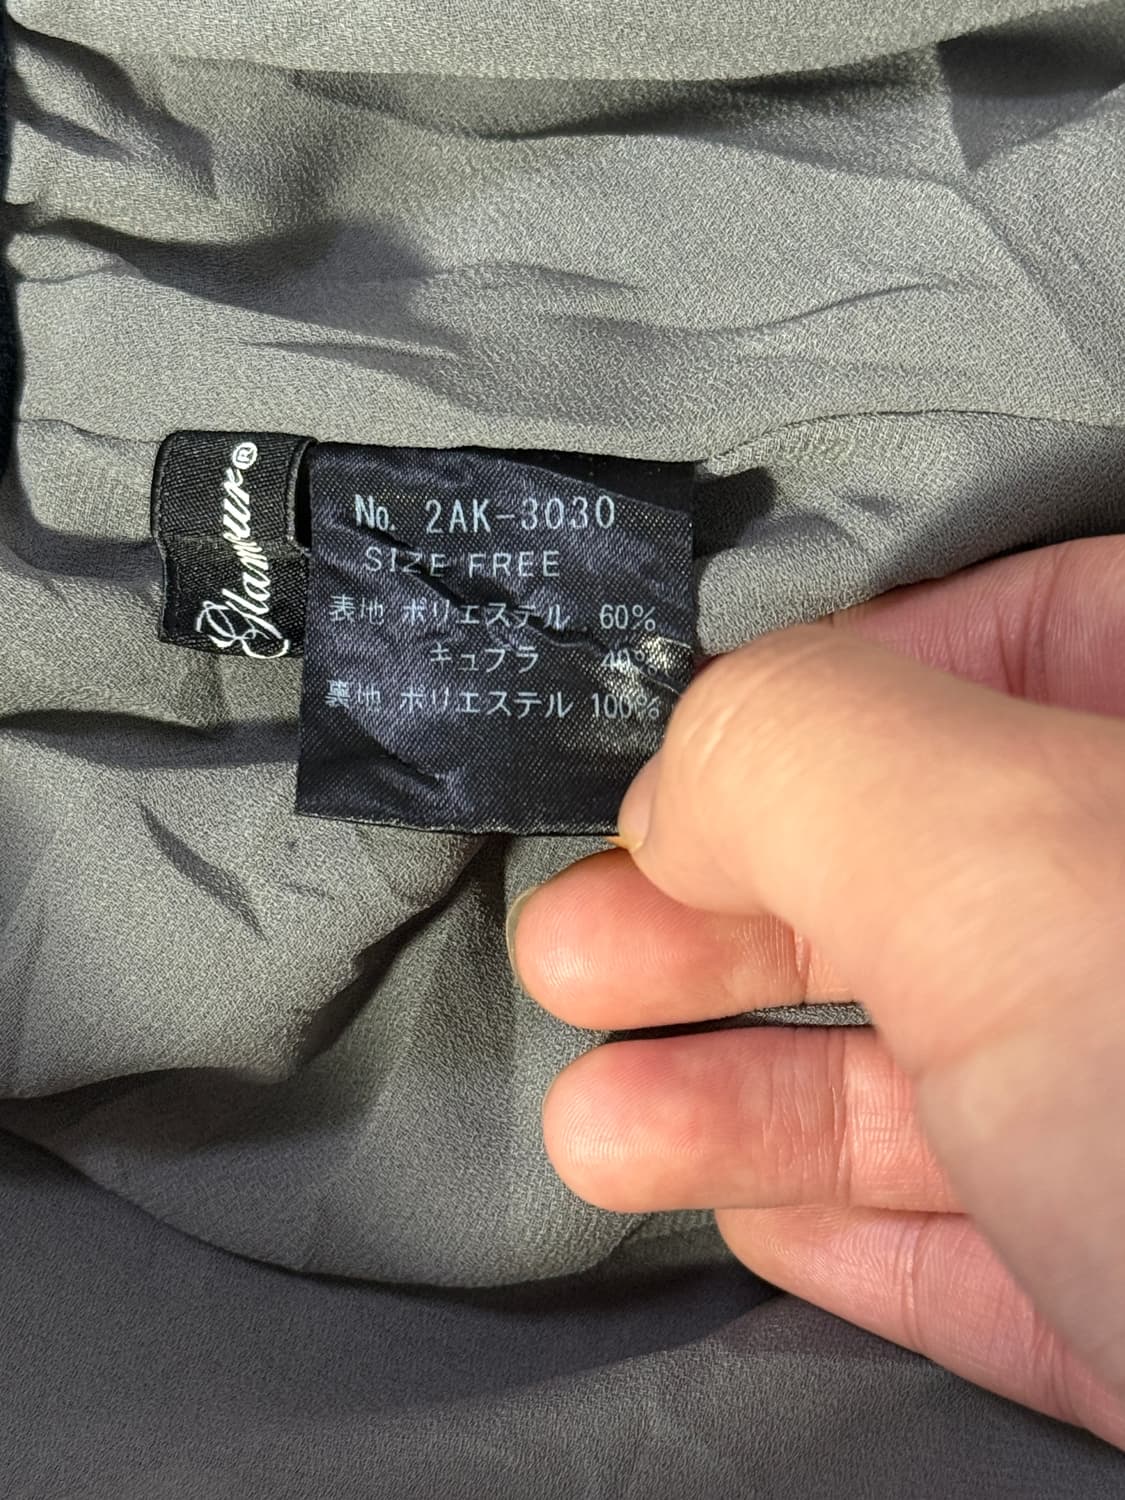 Glamour®
No. 2AK-3030
SIZE FREE
表地 ポリエステル 60%
キュプラ 40%
裏地 ポリエステル 100%